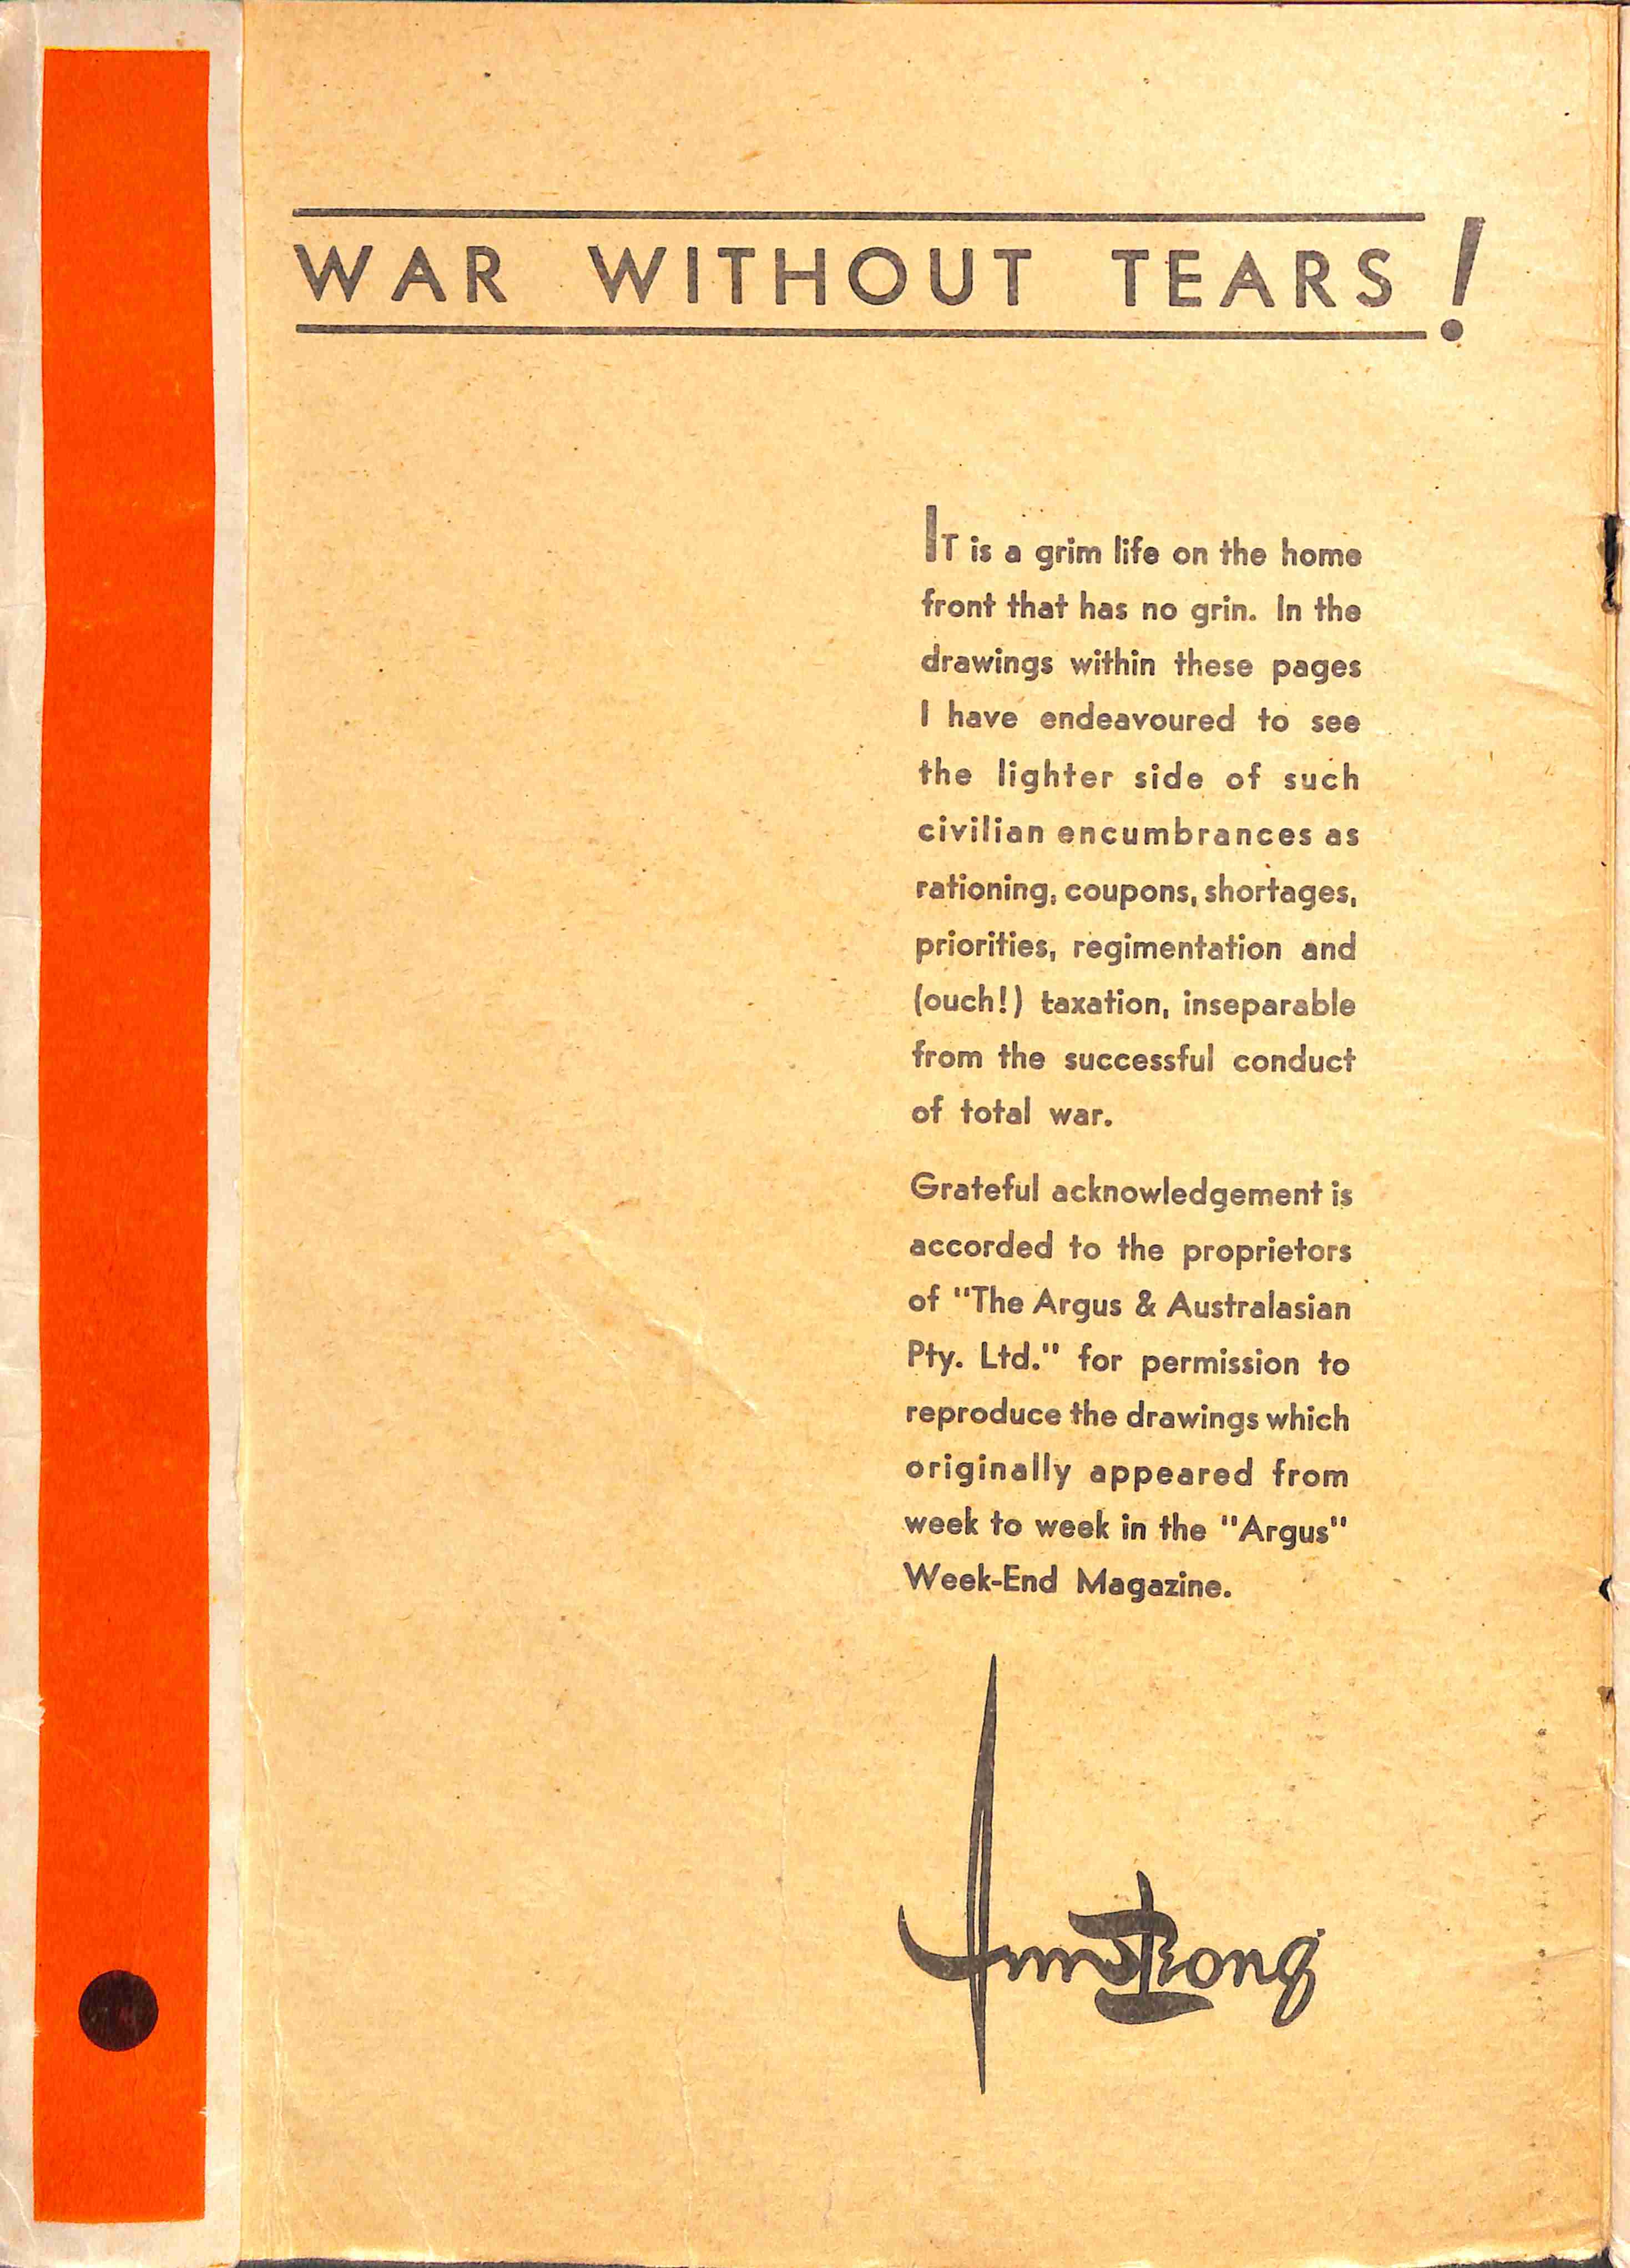 WAR WITHOUT TEARS!
IT is a grim life on the home
front that has no grin. In the
drawings within these pages
I have endeavoured to see
the lighter side of such
civilian encumbrances as
rationing, coupons, shortages,
priorities, regimentation and
(ouch!) taxation, inseparable
from the successful conduct
of total war.
Grateful acknowledgement is
accorded to the proprietors
of "The Argus & Australasian
Pty. Ltd." for permission to
reproduce the drawings which
originally appeared from
week to week in the "Argus"
Week-End Magazine.
Armstrong